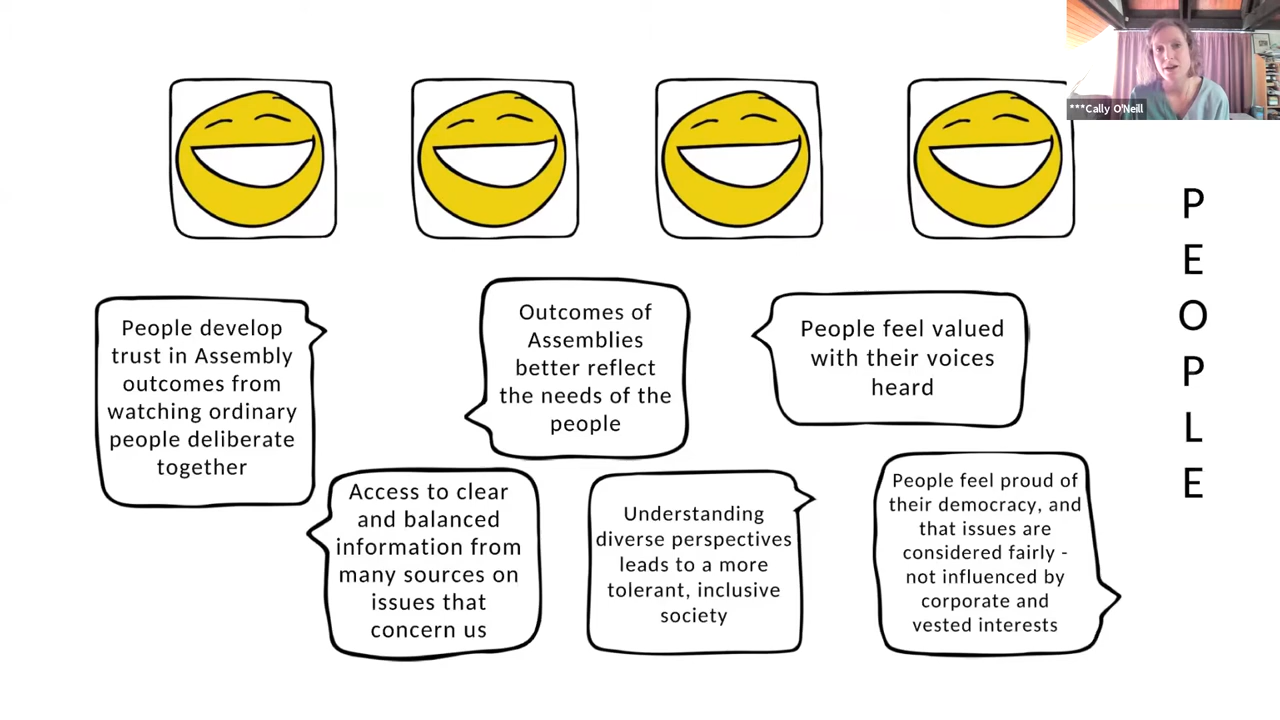 ***Cally O'Neill
P
E
O
P
L
E
People develop
trust in Assembly
outcomes from
watching ordinary
people deliberate
together
Outcomes of
Assemblies
better reflect
the needs of the
people
People feel valued
with their voices
heard
Access to clear
and balanced
information from
many sources on
issues that
concern us
Understanding
diverse perspectives
leads to a more
tolerant, inclusive
society
People feel proud of
their democracy, and
that issues are
considered fairly -
not influenced by
corporate and
vested interests